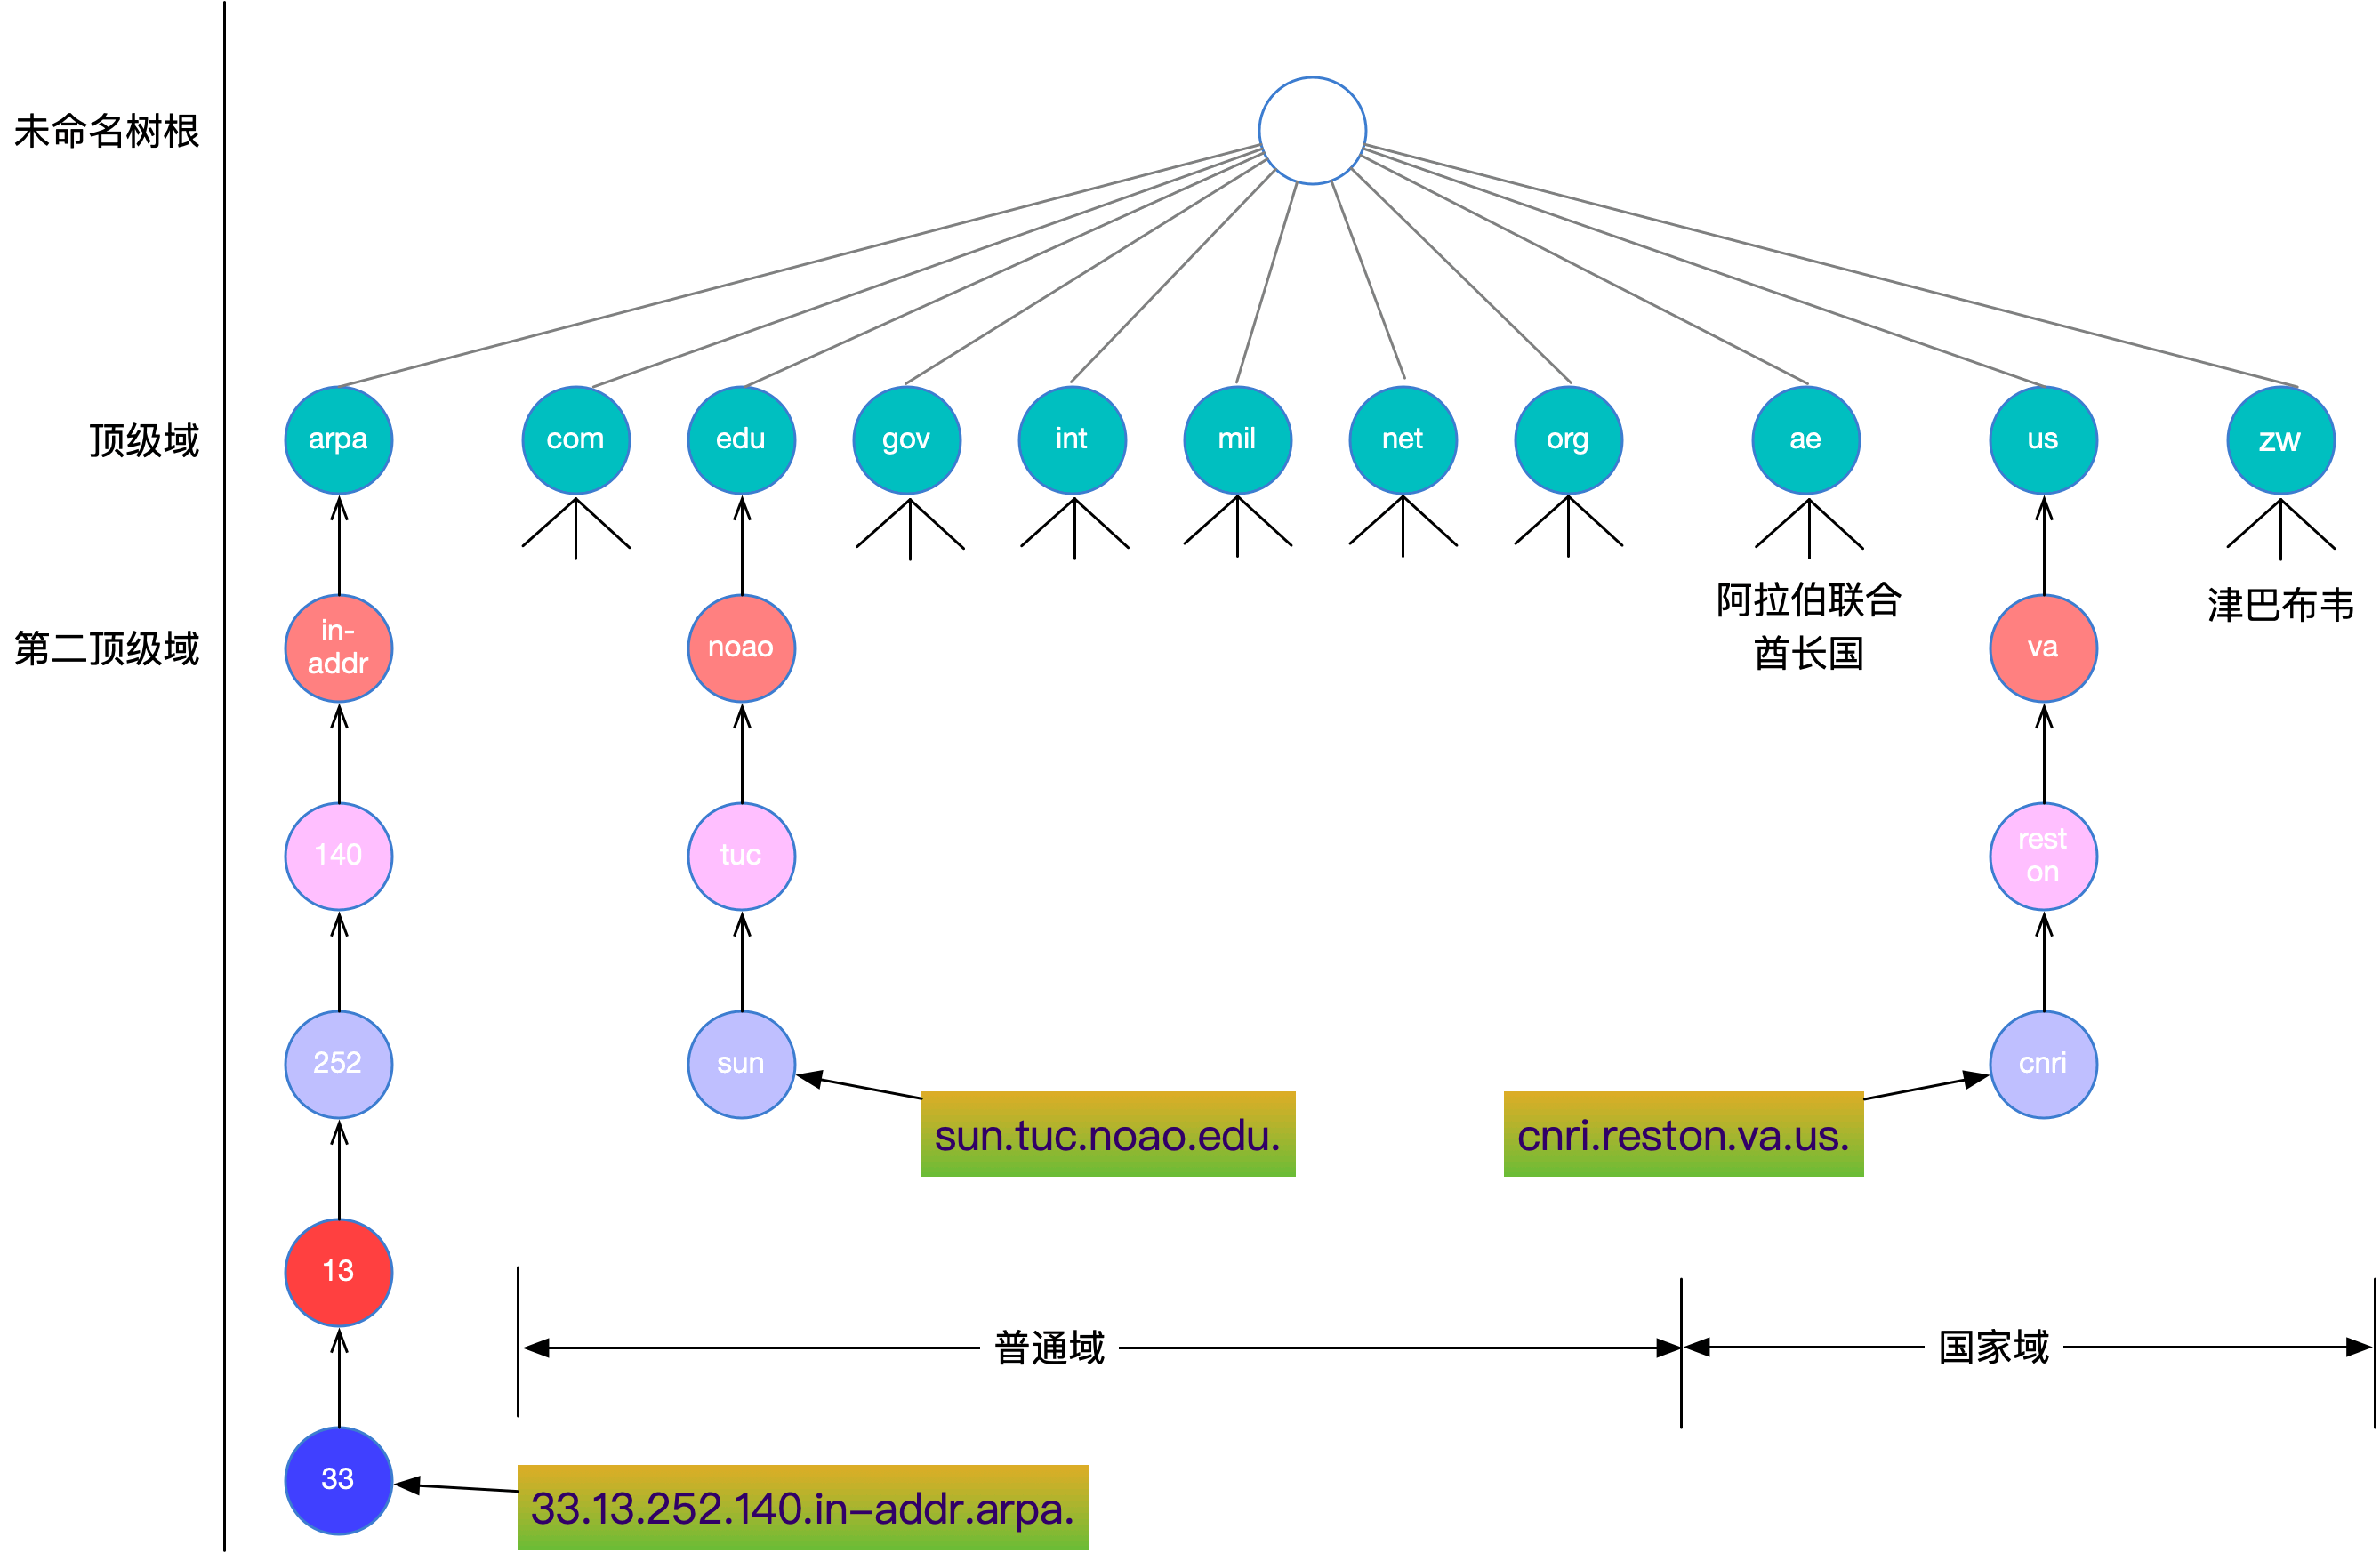 未命名树根
顶级域
arpa
com
edu
gov
int
mil
net
org
ae
us
zw
阿拉伯联合
酋长国
津巴布韦
第二顶级域
in-
addr
noao
va
140
tuc
rest
on
252
sun
cnri
sun.tuc.noao.edu.
cnri.reston.va.us.
13
普通域
国家域
33
33.13.252.140.in-addr.arpa.